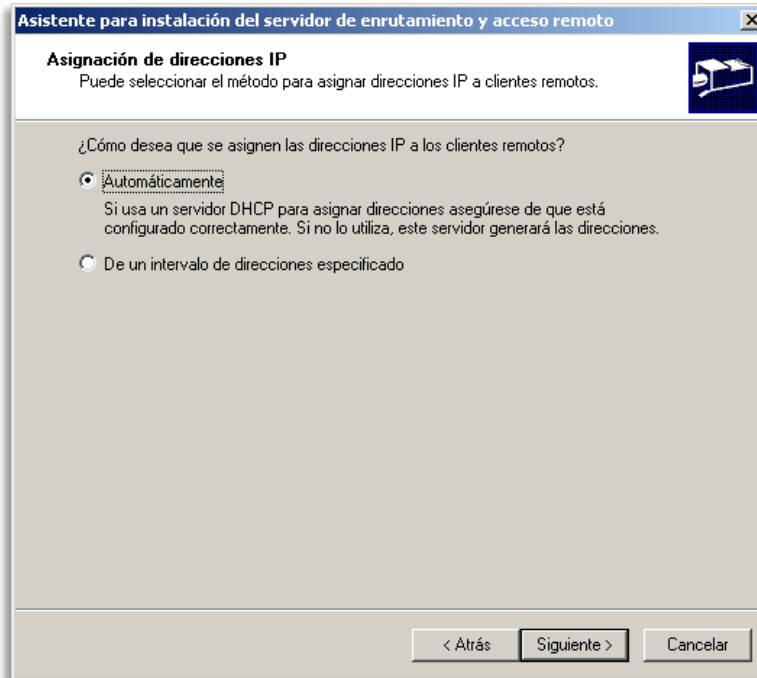 Asistente para instalación del servidor de enrutamiento y acceso remoto
Asignación de direcciones IP
Puede seleccionar el método para asignar direcciones IP a clientes remotos.
¿Cómo desea que se asignen las direcciones IP a los clientes remotos?
Automáticamente
Si usa un servidor DHCP para asignar direcciones asegúrese de que está
configurado correctamente. Si no lo utiliza, este servidor generará las direcciones.
De un intervalo de direcciones especificado
< Atrás
Siguiente >
Cancelar